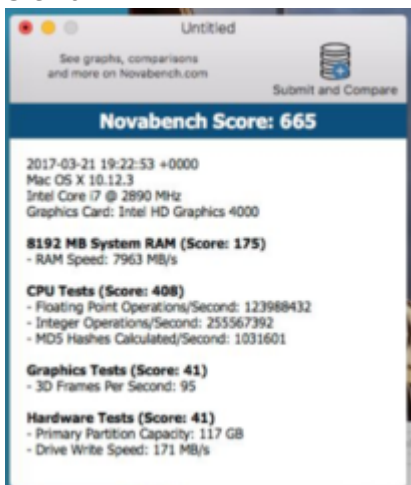 Untitled
See graphs, comparisons
and more on Novabench.com
Submit and Compare
Novabench Score: 665
2017-03-21 19:22:53 +0000
Mac OS X 10.12.3
Intel Core i7 @ 2890 MHz
Graphics Card: Intel HD Graphics 4000
8192 MB System RAM (Score: 175)
- RAM Speed: 7963 MB/s
CPU Tests (Score: 408)
- Floating Point Operations/Second: 123988432
- Integer Operations/Second: 255567392
- MD5 Hashes Calculated/Second: 1031601
Graphics Tests (Score: 41)
- 3D Frames Per Second: 95
Hardware Tests (Score: 41)
- Primary Partition Capacity: 117 GB
- Drive Write Speed: 171 MB/s